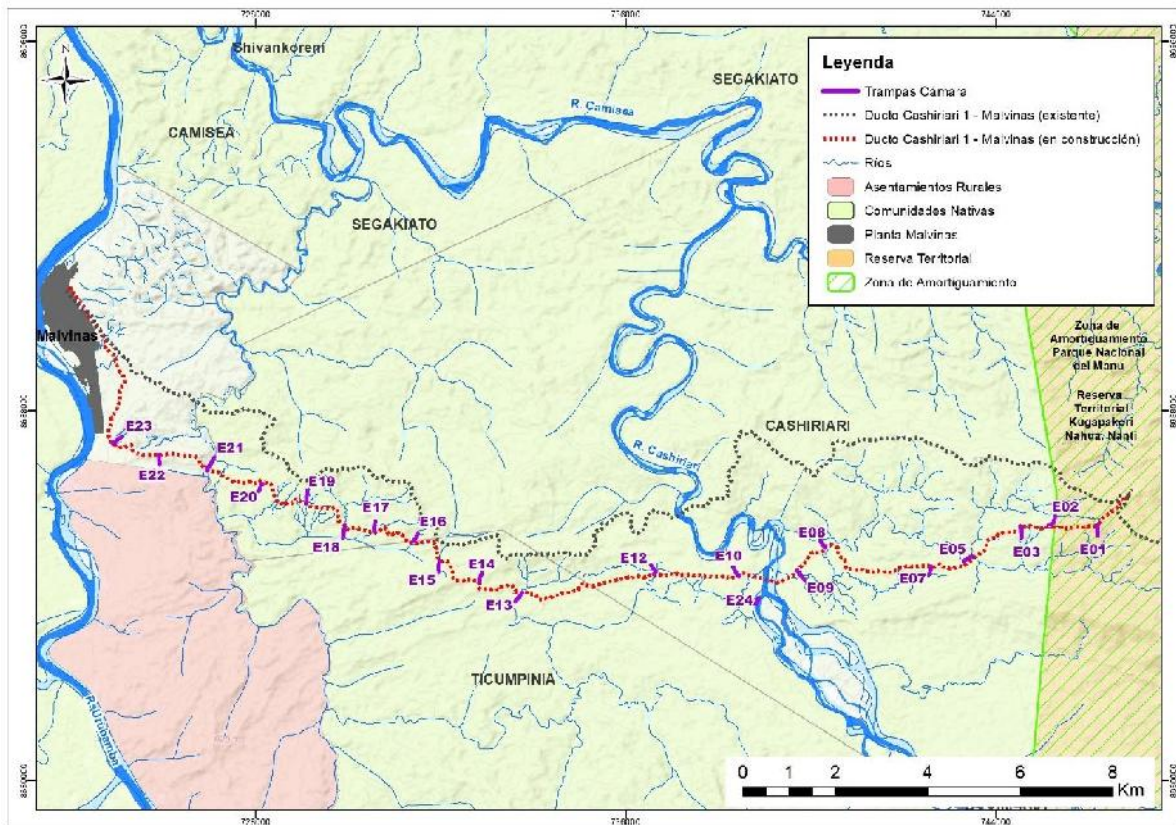 728000
736000
744000
N
Shivankoreni
SEGAKIATO
R. Camisea
CAMISEA
SEGAKIATO
Leyenda
Trampas Cámara
Ducto Cashiriari 1 - Malvinas (existente)
Ducto Cashiriari 1 - Malvinas (en construcción)
Ríos
Asentamientos Rurales
Comunidades Nativas
Planta Malvinas
Reserva Territorial
Zona de Amortiguamiento
Malvinas
Zona de
Amortiguamiento
Parque Nacional
del Manu
Reserva
Territorial
Kugapakori
Nahua, Nanti
CASHIRIARI
R. Cashiriari
E23
E22
E21
E20
E19
E18
E17
E16
E15
E14
E13
E12
E10
E24
E09
E08
E07
E05
E03
E02
E01
TICUMPINIA
Río Urubamba
0 1 2 4 6 8
Km